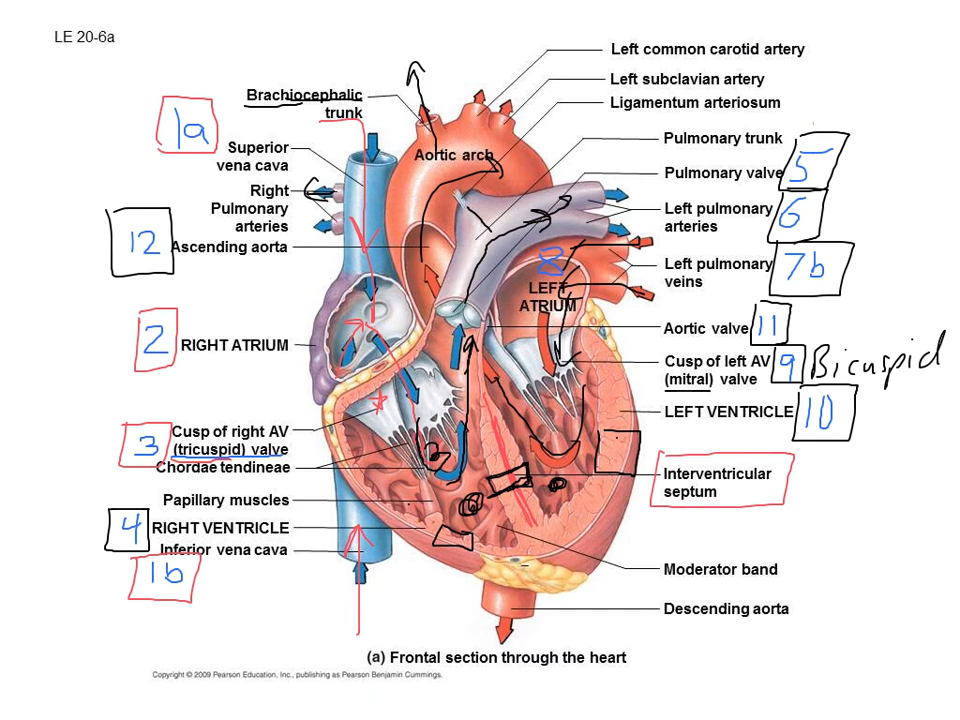 LE 20-6a
Left common carotid artery
Left subclavian artery
Ligamentum arteriosum
Brachiocephalic
trunk
1a
Superior
vena cava
Aortic arch
Pulmonary trunk
Pulmonary valve
5
Right
Pulmonary
arteries
Left pulmonary
arteries
6
12
Ascending aorta
8
LEFT
ATRIUM
Left pulmonary
veins
7b
2
RIGHT ATRIUM
Aortic valve
11
Cusp of left AV
(mitral) valve
9
Bicuspid
LEFT VENTRICLE
10
3
Cusp of right AV
(tricuspid) valve
Chordae tendineae
Interventricular
septum
Papillary muscles
4
RIGHT VENTRICLE
Inferior vena cava
1b
Moderator band
Descending aorta
(a) Frontal section through the heart
Copyright © 2009 Pearson Education, Inc., publishing as Pearson Benjamin Cummings.